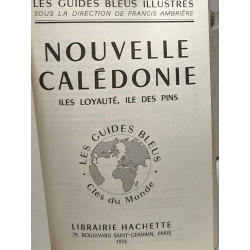 LES GUIDES BLEUS ILLUSTRÉS
SOUS LA DIRECTION DE FRANCIS AMBRIÈRE
NOUVELLE
CALÉDONIE
ILES LOYAUTÉ, ILE DES PINS
LES GUIDES BLEUS
Clés du Monde
LIBRAIRIE HACHETTE
79, BOULEVARD SAINT-GERMAIN, PARIS
1972